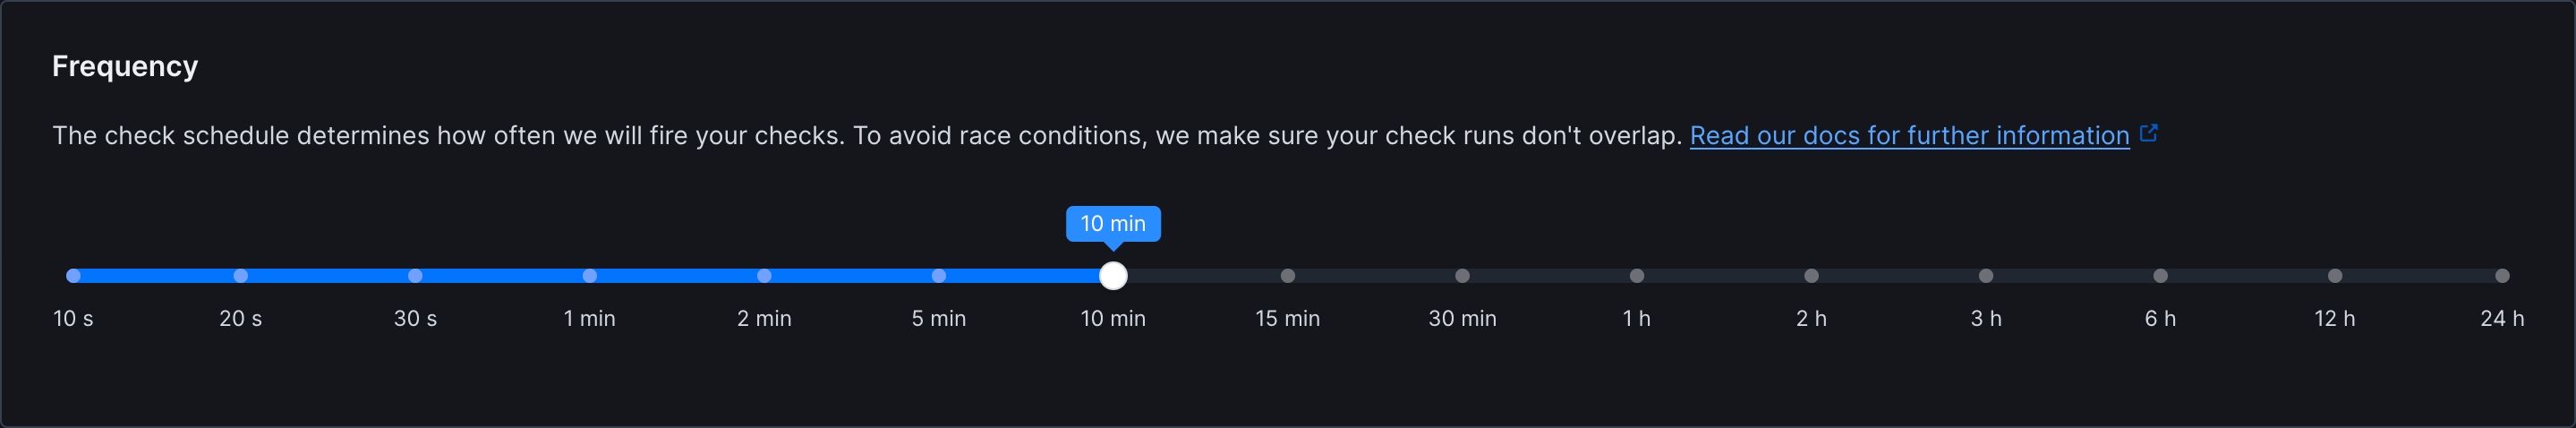 Frequency
The check schedule determines how often we will fire your checks. To avoid race conditions, we make sure your check runs don't overlap. Read our docs for further information
10 min
10 s 20 s 30 s 1 min 2 min 5 min 10 min 15 min 30 min 1 h 2 h 3 h 6 h 12 h 24 h